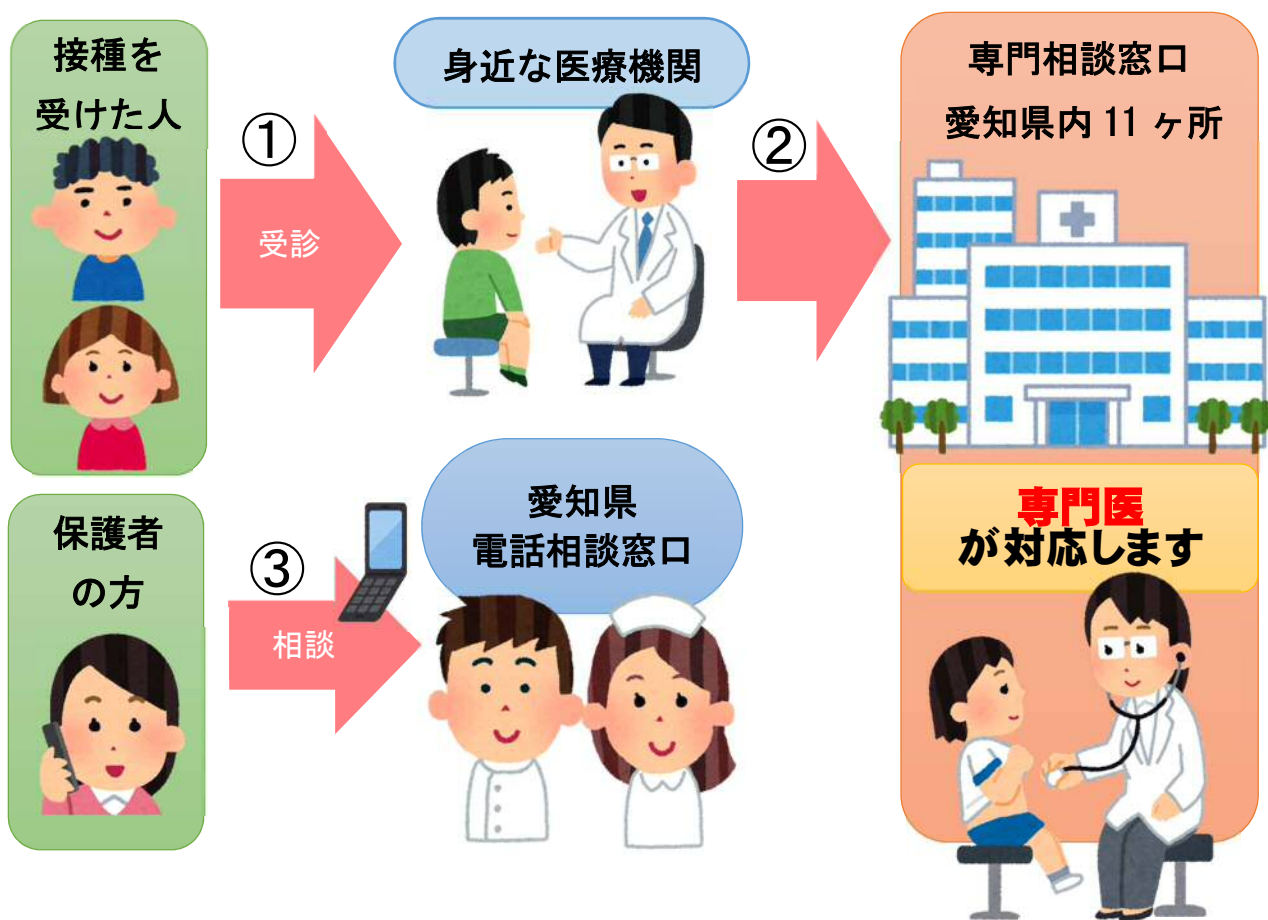 接種を
受けた人
①
受診
身近な医療機関
②
専門相談窓口
愛知県内 11 ヶ所
保護者
の方
③
相談
愛知県
電話相談窓口
専門医
が対応します